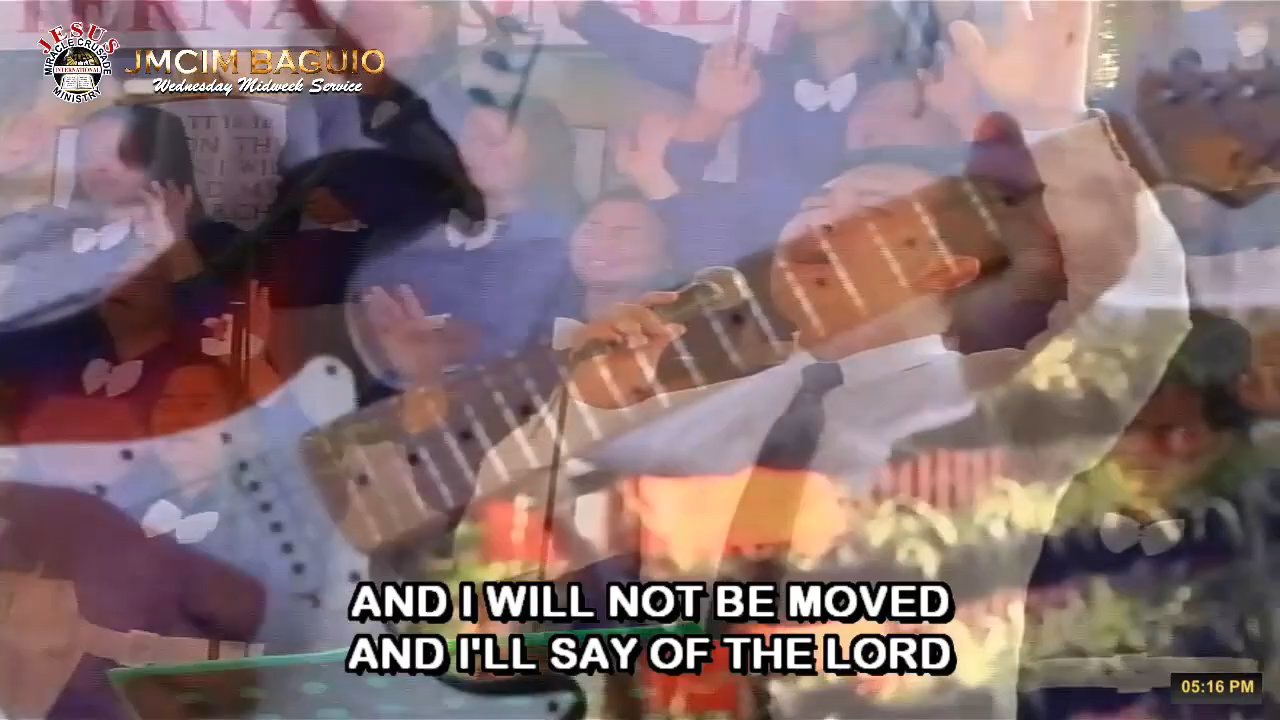 JESUS
MIRACLE CRUSADE
INTERNATIONAL
MINISTRY
JMCIM BAGUIO
Wednesday Midweek Service
AND I WILL NOT BE MOVED
AND I'LL SAY OF THE LORD
05:16 PM